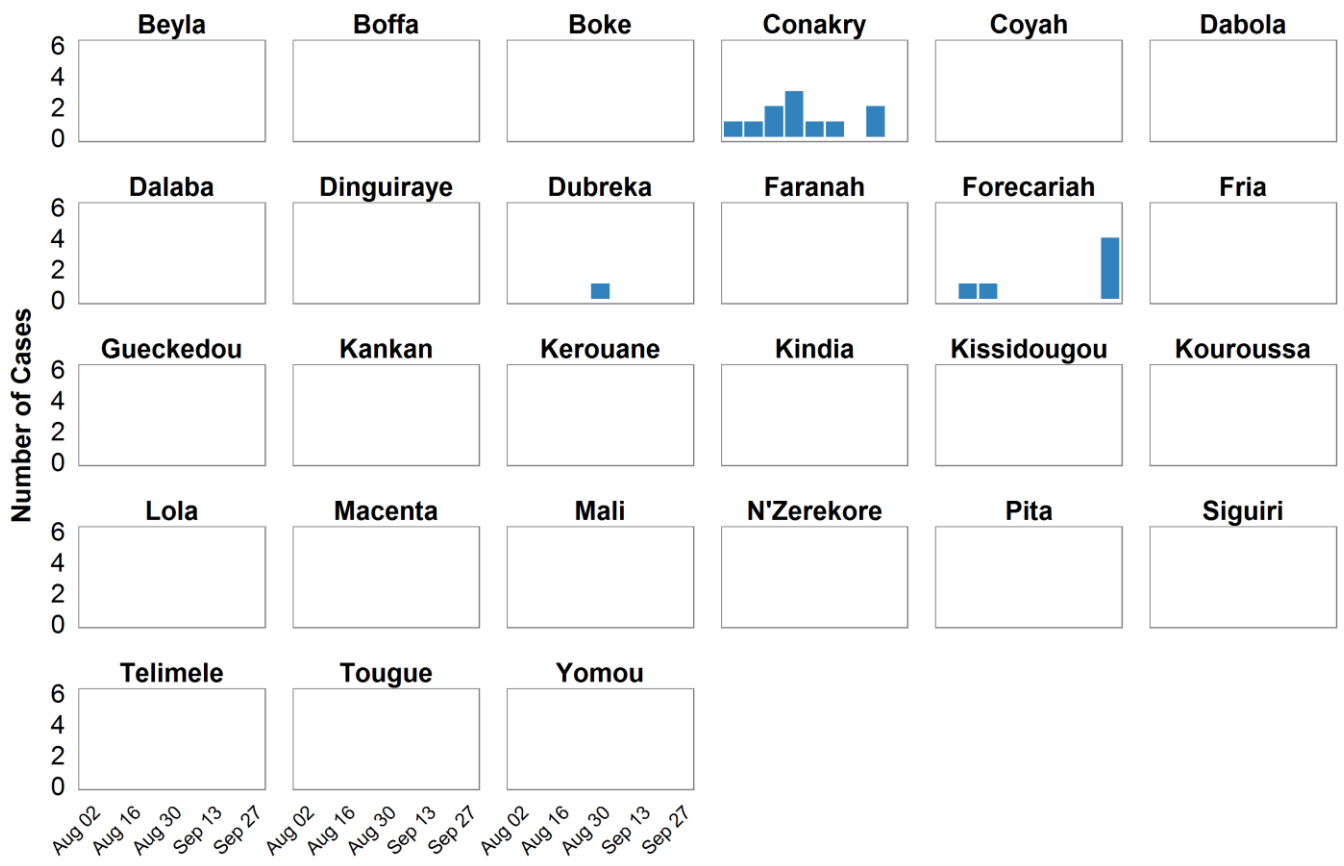 Beyla Boffa Boke Conakry Coyah Dabola
6
4
2
0
Dalaba Dinguiraye Dubreka Faranah Forecariah Fria
6
4
2
0
Number of Cases
Gueckedou Kankan Kerouane Kindia Kissidougou Kouroussa
6
4
2
0
Lola Macenta Mali N'Zerekore Pita Siguiri
6
4
2
0
Telimele Tougue Yomou
6
4
2
0
Aug 02 Aug 16 Aug 30 Sep 13 Sep 27 Aug 02 Aug 16 Aug 30 Sep 13 Sep 27 Aug 02 Aug 16 Aug 30 Sep 13 Sep 27